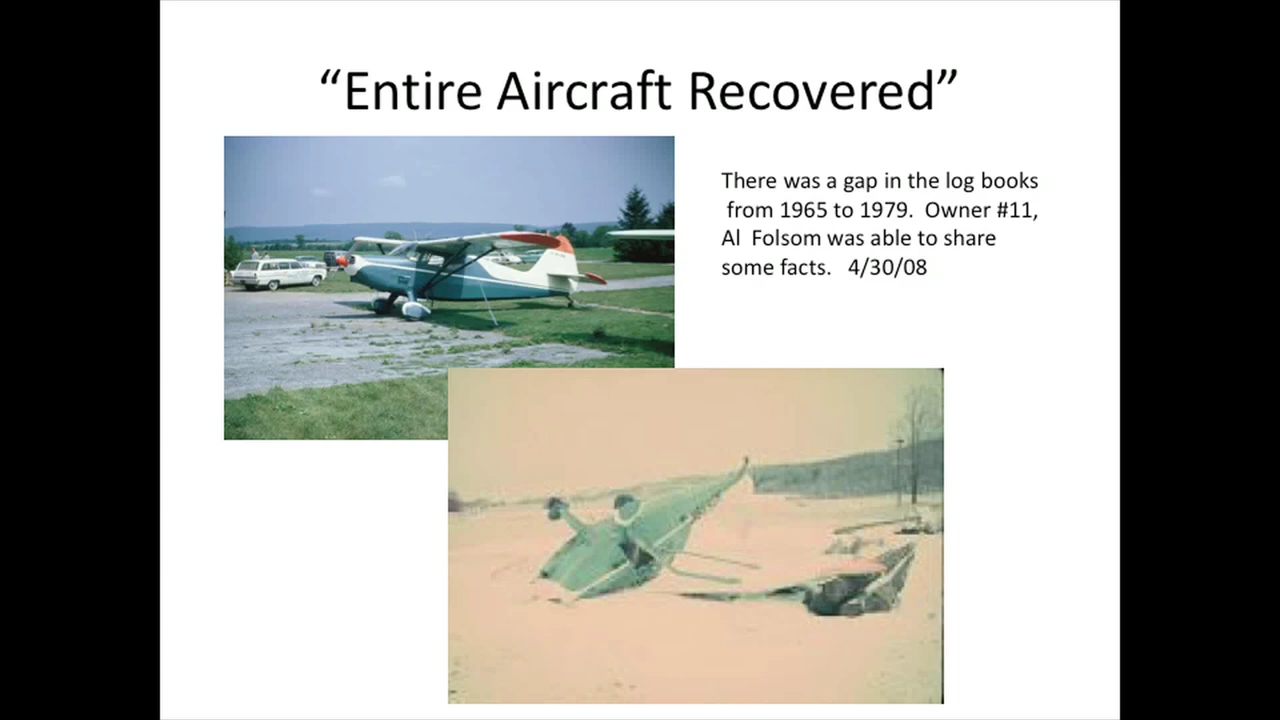 “Entire Aircraft Recovered”
There was a gap in the log books
from 1965 to 1979.  Owner #11,
Al  Folsom was able to share
some facts.   4/30/08